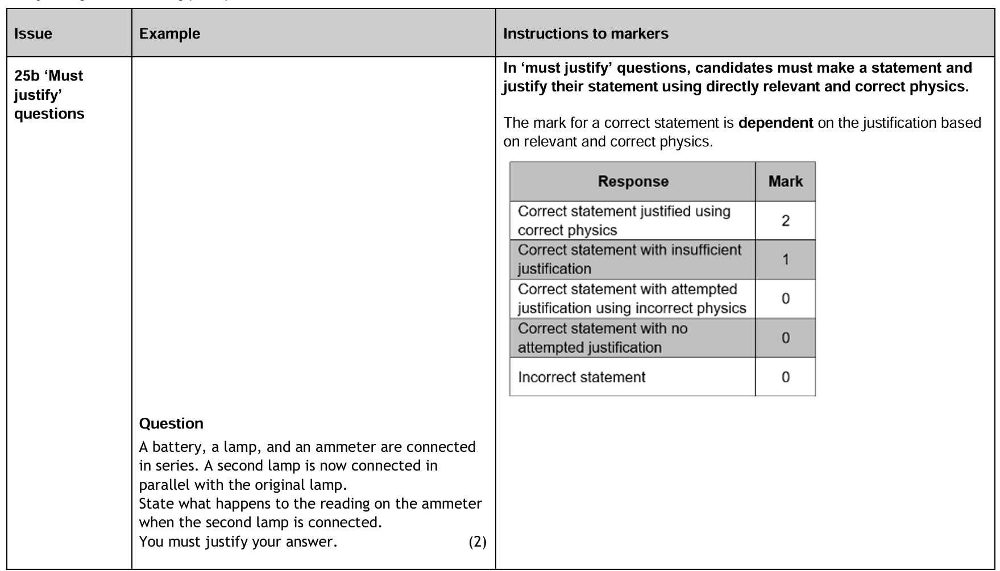 Issue
Example
Instructions to markers
25b ‘Must
justify’
questions
Question
A battery, a lamp, and an ammeter are connected
in series. A second lamp is now connected in
parallel with the original lamp.
State what happens to the reading on the ammeter
when the second lamp is connected.
You must justify your answer. (2)
In ‘must justify’ questions, candidates must make a statement and
justify their statement using directly relevant and correct physics.
The mark for a correct statement is dependent on the justification based
on relevant and correct physics.
Response Mark
Correct statement justified using
correct physics 2
Correct statement with insufficient
justification 1
Correct statement with attempted
justification using incorrect physics 0
Correct statement with no
attempted justification 0
Incorrect statement 0